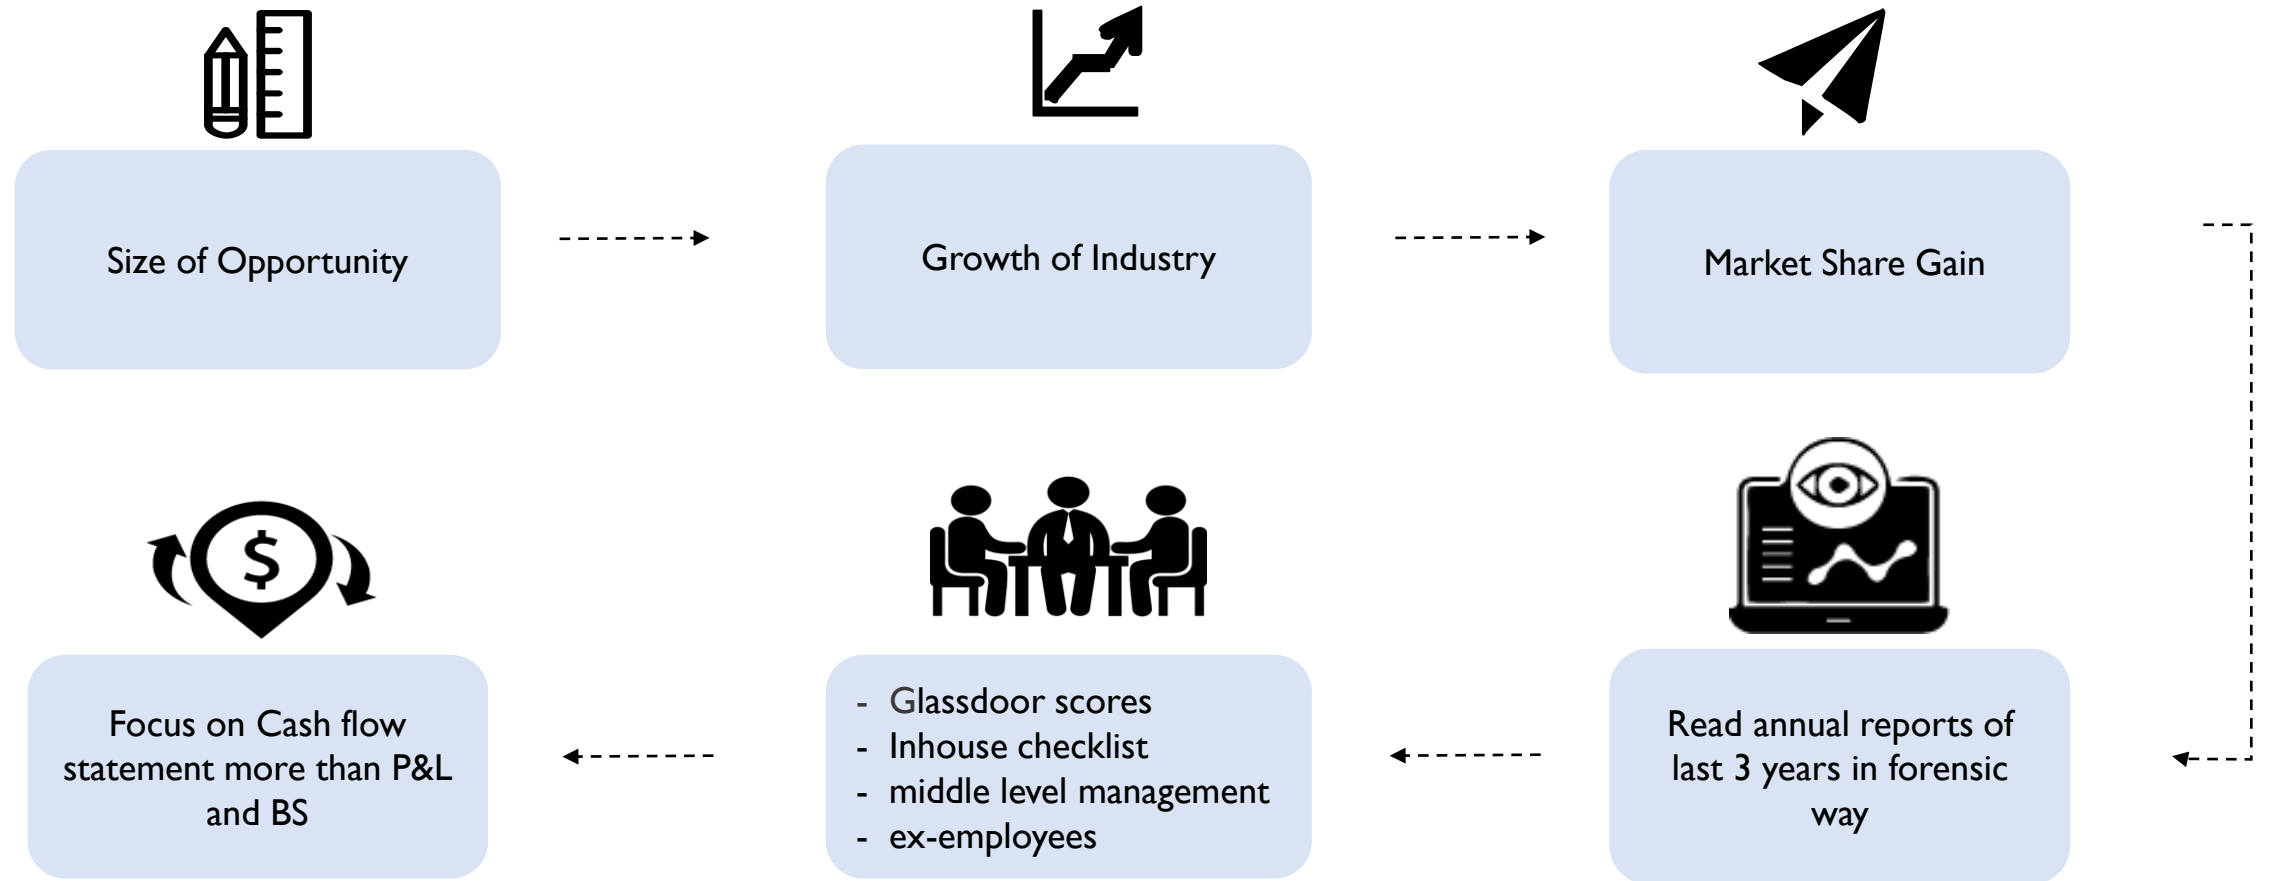 Size of Opportunity
Growth of Industry
Market Share Gain
$
Focus on Cash flow
statement more than P&L
and BS
- Glassdoor scores
- Inhouse checklist
- middle level management
- ex-employees
Read annual reports of
last 3 years in forensic
way